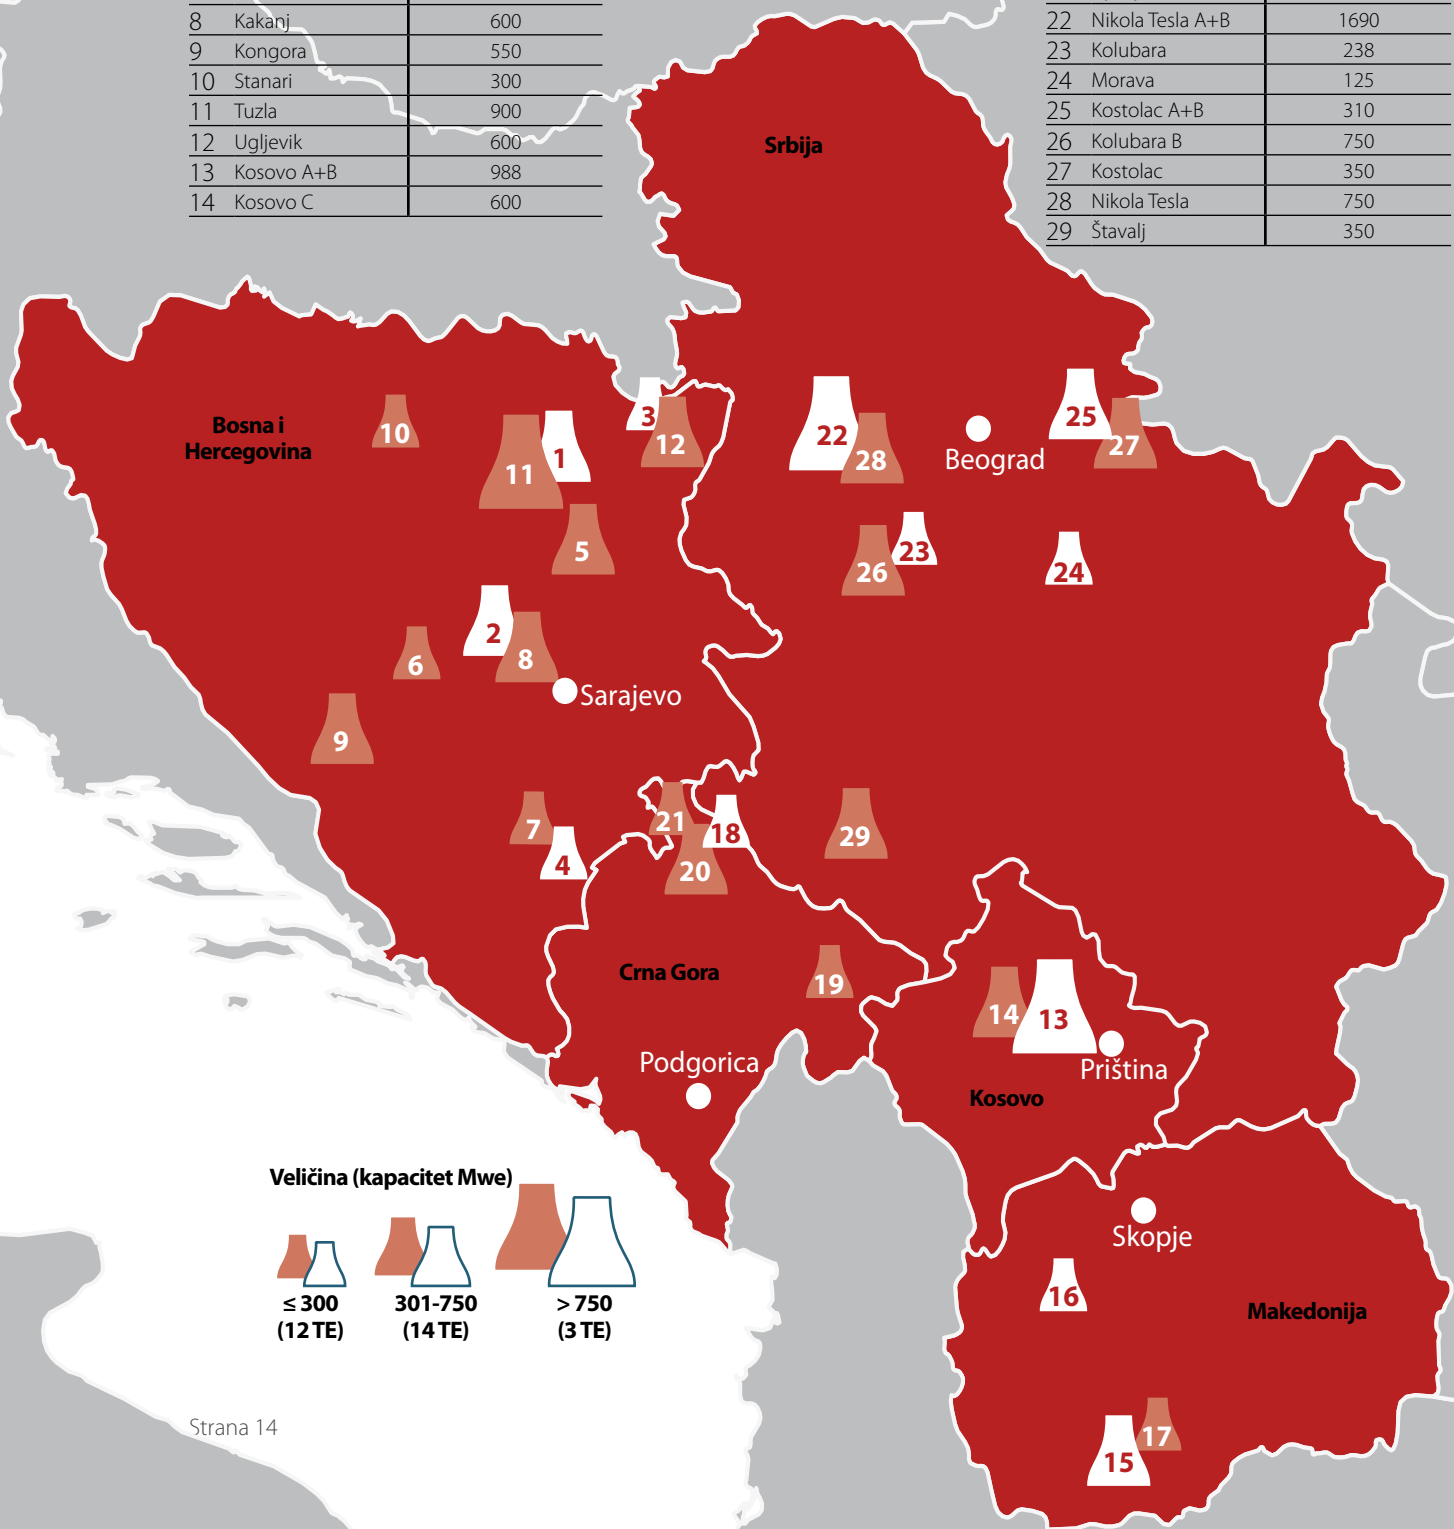 8 Kakanj 600
9 Kongora 550
10 Stanari 300
11 Tuzla 900
12 Ugljevik 600
13 Kosovo A+B 988
14 Kosovo C 600
22 Nikola Tesla A+B 1690
23 Kolubara 238
24 Morava 125
25 Kostolac A+B 310
26 Kolubara B 750
27 Kostolac 350
28 Nikola Tesla 750
29 Štavalj 350
Srbija
Bosna i
Hercegovina
10
11
1
3
12
5
2
8
6
9
Sarajevo
7
4
22
28
Beograd
25
27
26
23
24
21
18
20
29
Crna Gora
19
Podgorica
14
13
Priština
Kosovo
Skopje
16
Makedonija
17
15
Veličina (kapacitet Mwe)
≤ 300 301-750 > 750
(12 TE) (14 TE) (3 TE)
Strana 14